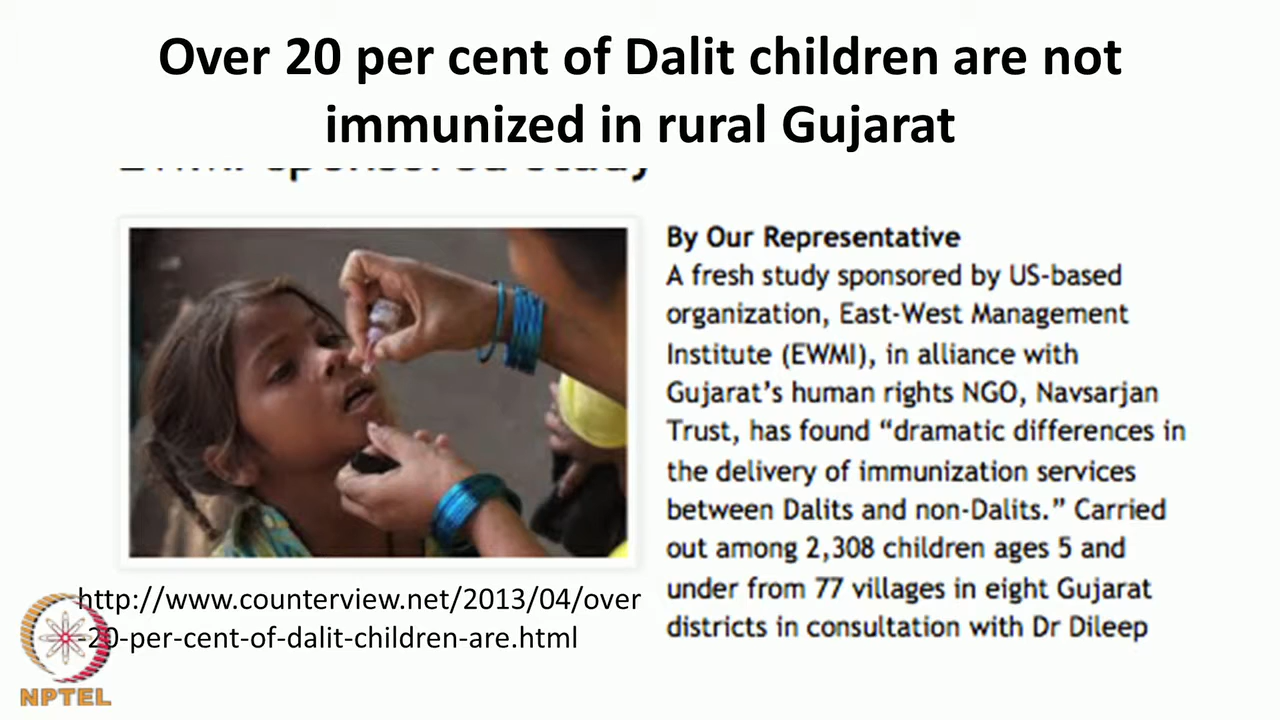 Over 20 per cent of Dalit children are not
immunized in rural Gujarat
sponsored study
By Our Representative
A fresh study sponsored by US-based
organization, East-West Management
Institute (EWMI), in alliance with
Gujarat's human rights NGO, Navsarjan
Trust, has found “dramatic differences in
the delivery of immunization services
between Dalits and non-Dalits.” Carried
out among 2,308 children ages 5 and
under from 77 villages in eight Gujarat
districts in consultation with Dr Dileep
http://www.counterview.net/2013/04/over
-20-per-cent-of-dalit-children-are.html
NPTEL